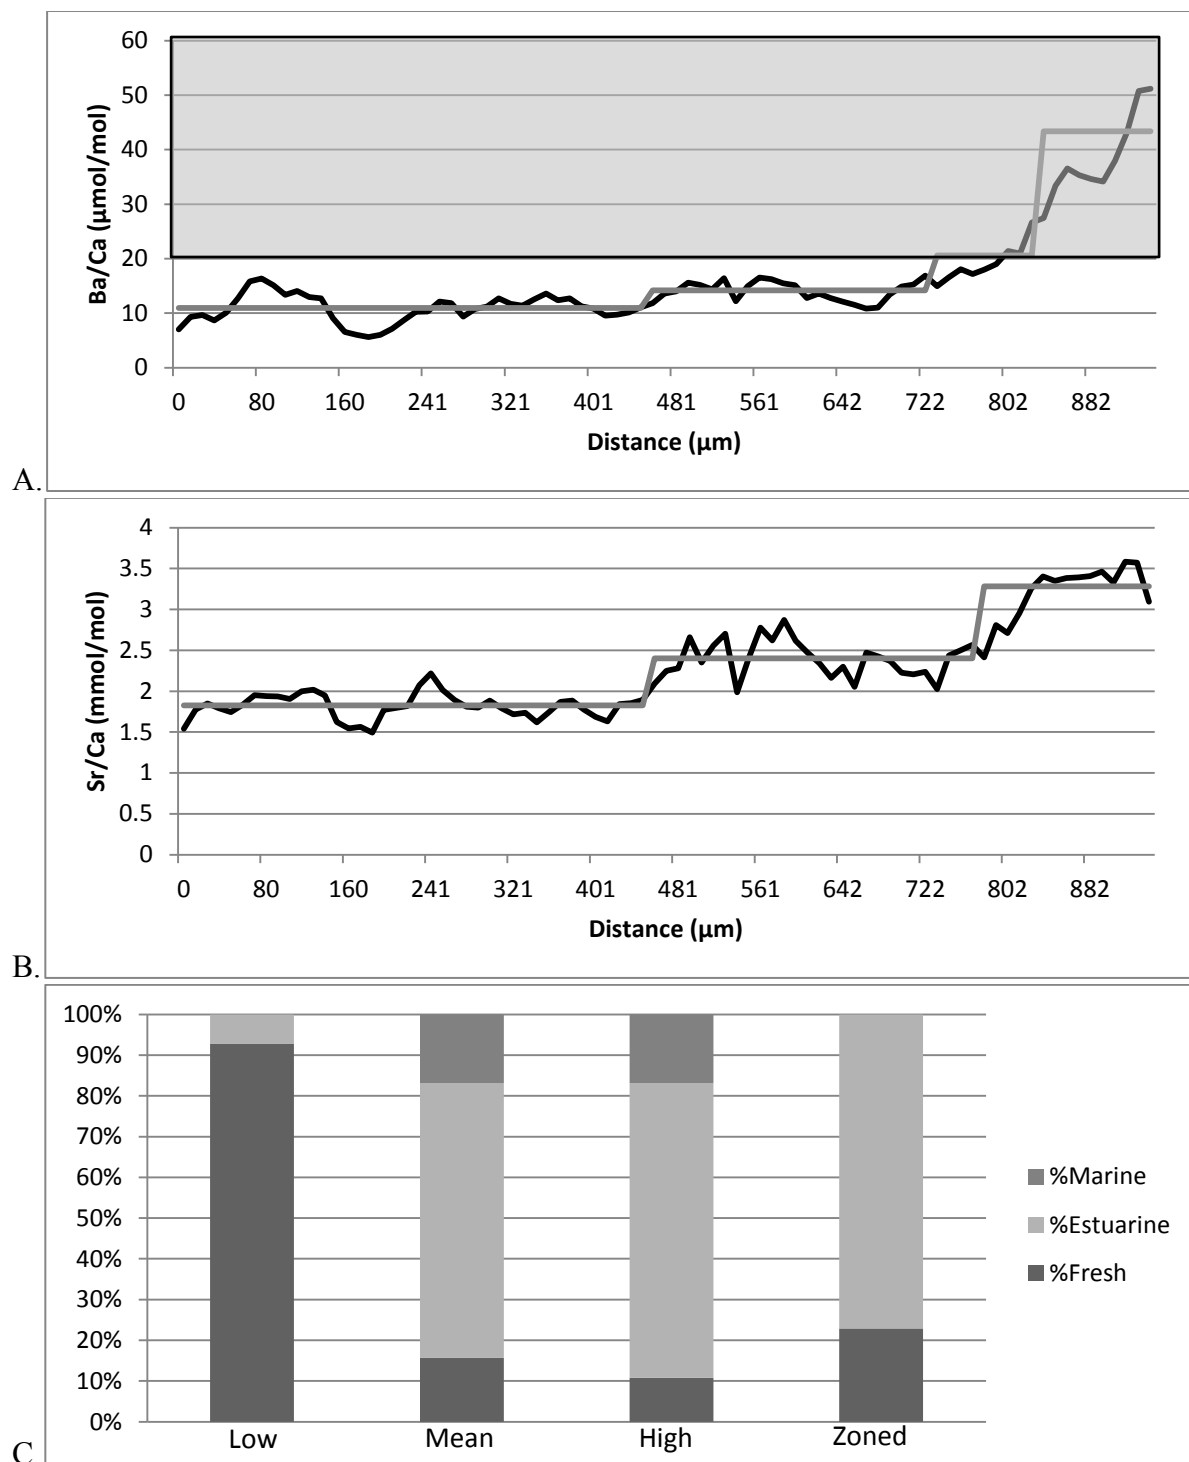 60
50
40
30
20
10
0
Ba/Ca (µmol/mol)
0 80 160 241 321 401 481 561 642 722 802 882
Distance (µm)
A.
4
3.5
3
2.5
2
1.5
1
0.5
0
Sr/Ca (mmol/mol)
0 80 160 241 321 401 481 561 642 722 802 882
Distance (µm)
B.
100%
90%
80%
70%
60%
50%
40%
30%
20%
10%
0%
Low Mean High Zoned
%Marine
%Estuarine
%Fresh
C